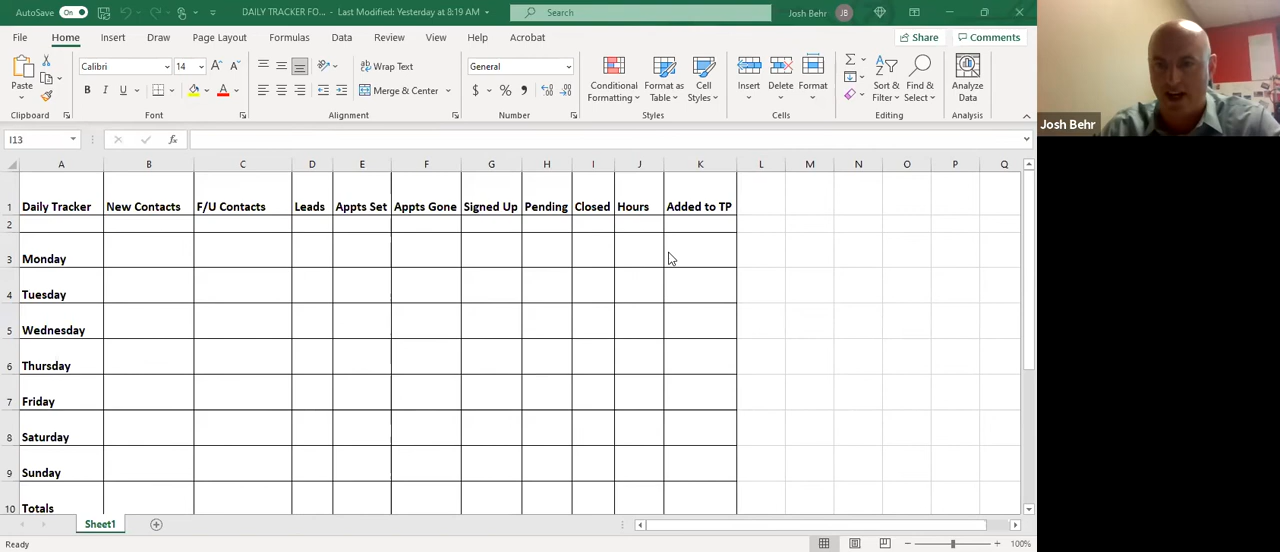 AutoSave On DAILY TRACKER FO... - Last Modified: Yesterday at 8:19 AM Search Josh Behr JB
File Home Insert Draw Page Layout Formulas Data Review View Help Acrobat Share Comments
Paste Calibri 14 A A Wrap Text General Conditional Formatting Format as Table Cell Styles Insert Delete Format Sort & Filter Find & Select Analyze Data
B I U A Merge & Center $ % 9 .00
Clipboard Font Alignment Number Styles Cells Editing Analysis
I13 fx
A B C D E F G H I J K L M N O P Q
1 Daily Tracker New Contacts F/U Contacts Leads Appts Set Appts Gone Signed Up Pending Closed Hours Added to TP
2
3 Monday
4 Tuesday
5 Wednesday
6 Thursday
7 Friday
8 Saturday
9 Sunday
10 Totals
Sheet1
Ready 100%
Josh Behr